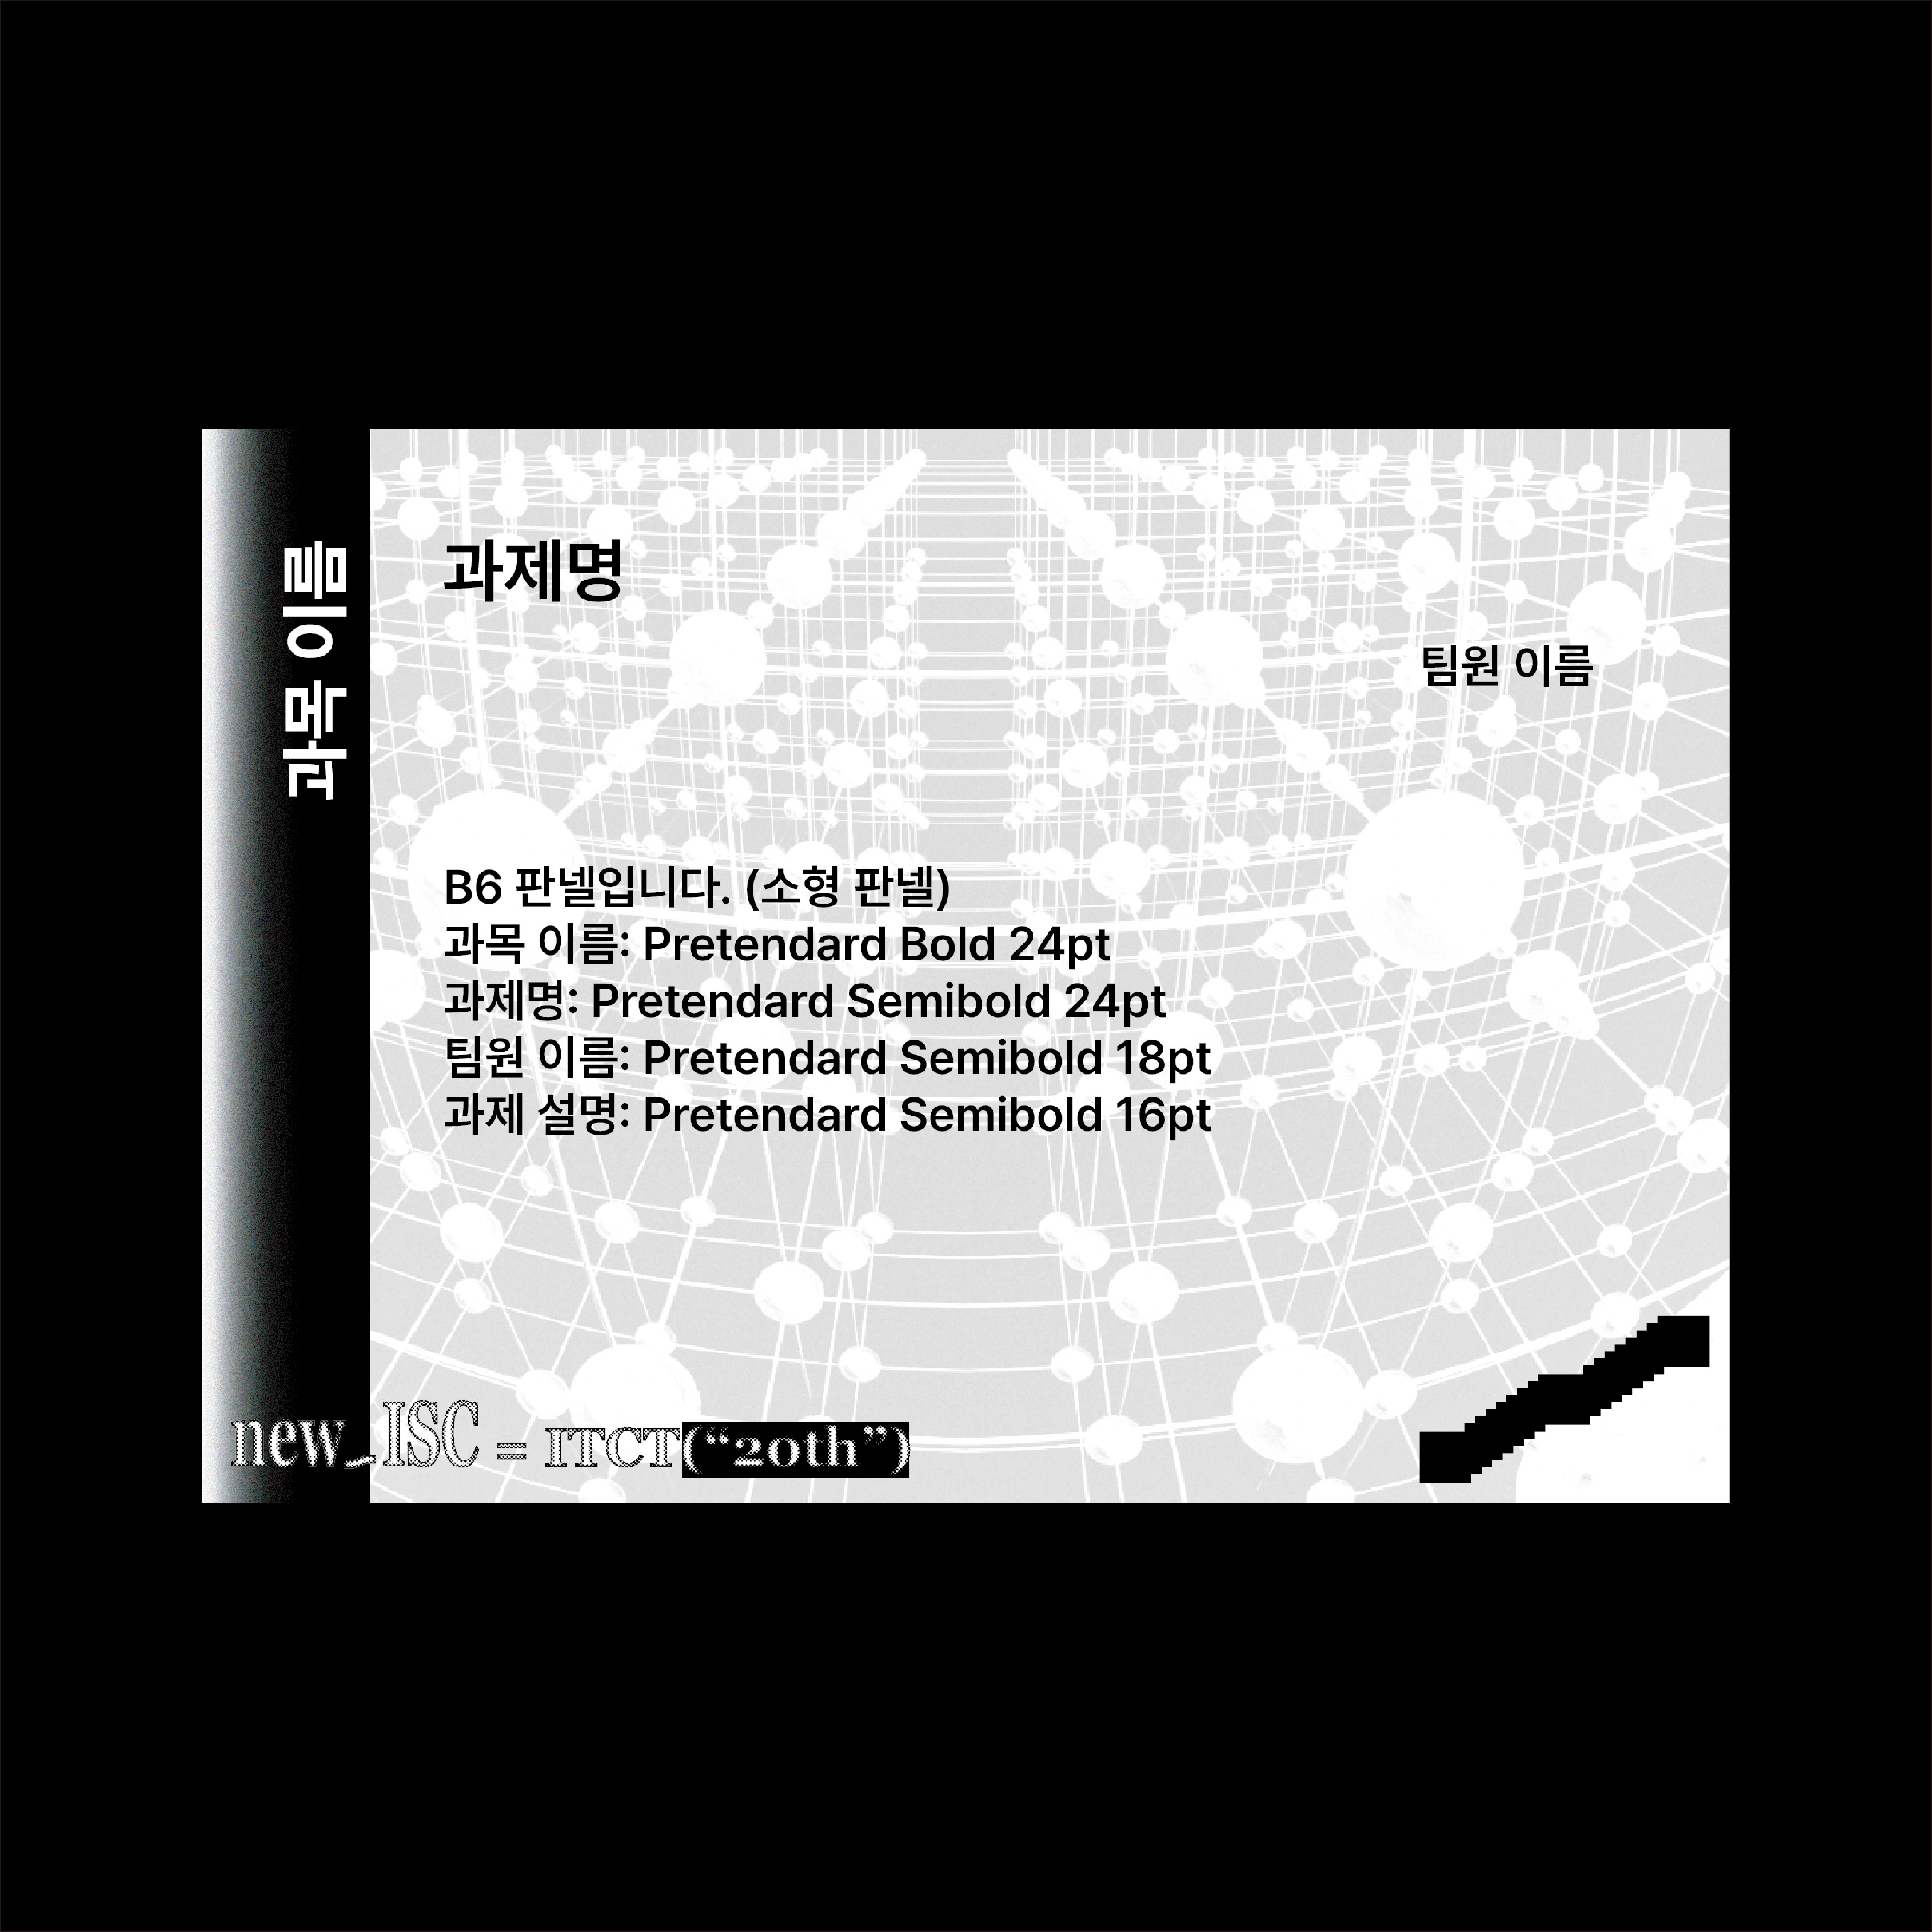 과목 이름
과제명
팀원 이름
B6 판넬입니다. (소형 판넬)
과목 이름: Pretendard Bold 24pt
과제명: Pretendard Semibold 24pt
팀원 이름: Pretendard Semibold 18pt
과제 설명: Pretendard Semibold 16pt
new_ISC = ITCT(“20th”)